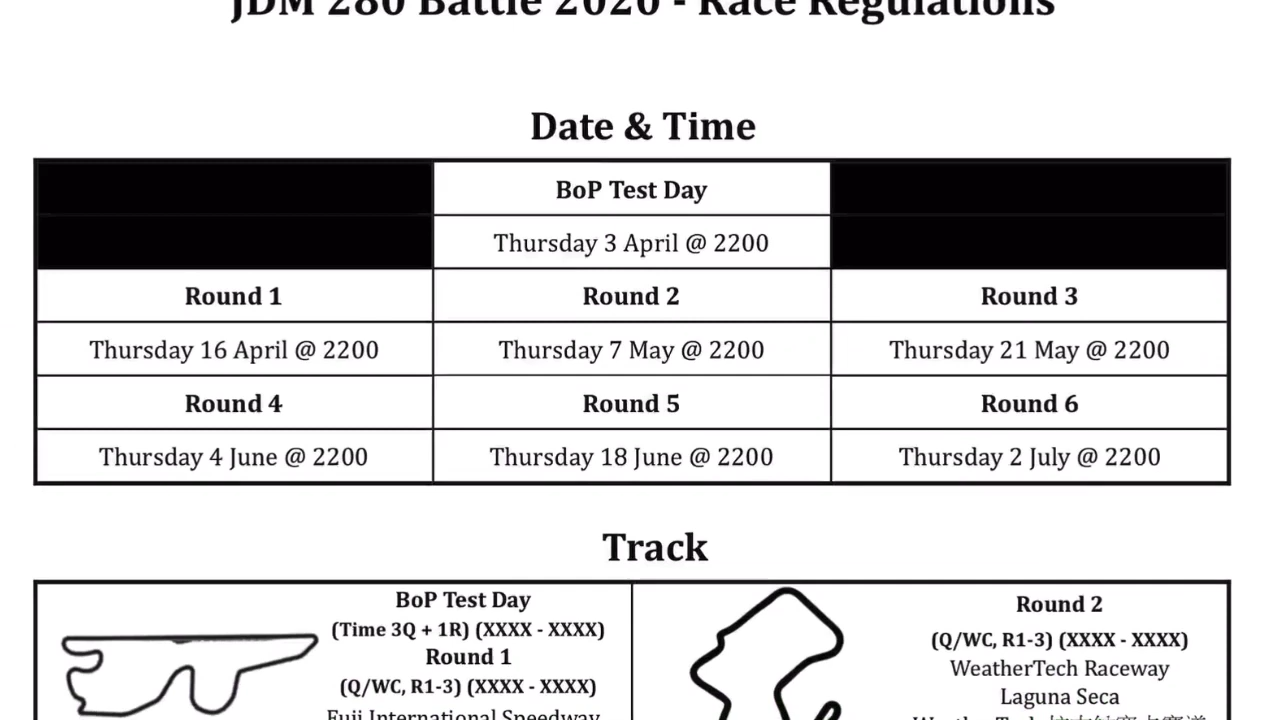 JDM 280 Battle 2020 - Race Regulations
Date & Time
BoP Test Day
Thursday 3 April @ 2200
Round 1 Round 2 Round 3
Thursday 16 April @ 2200 Thursday 7 May @ 2200 Thursday 21 May @ 2200
Round 4 Round 5 Round 6
Thursday 4 June @ 2200 Thursday 18 June @ 2200 Thursday 2 July @ 2200
Track
BoP Test Day
(Time 3Q + 1R) (XXXX - XXXX)
Round 1
(Q/WC, R1-3) (XXXX - XXXX)
Fuji International Speedway
Round 2
(Q/WC, R1-3) (XXXX - XXXX)
WeatherTech Raceway
Laguna Seca